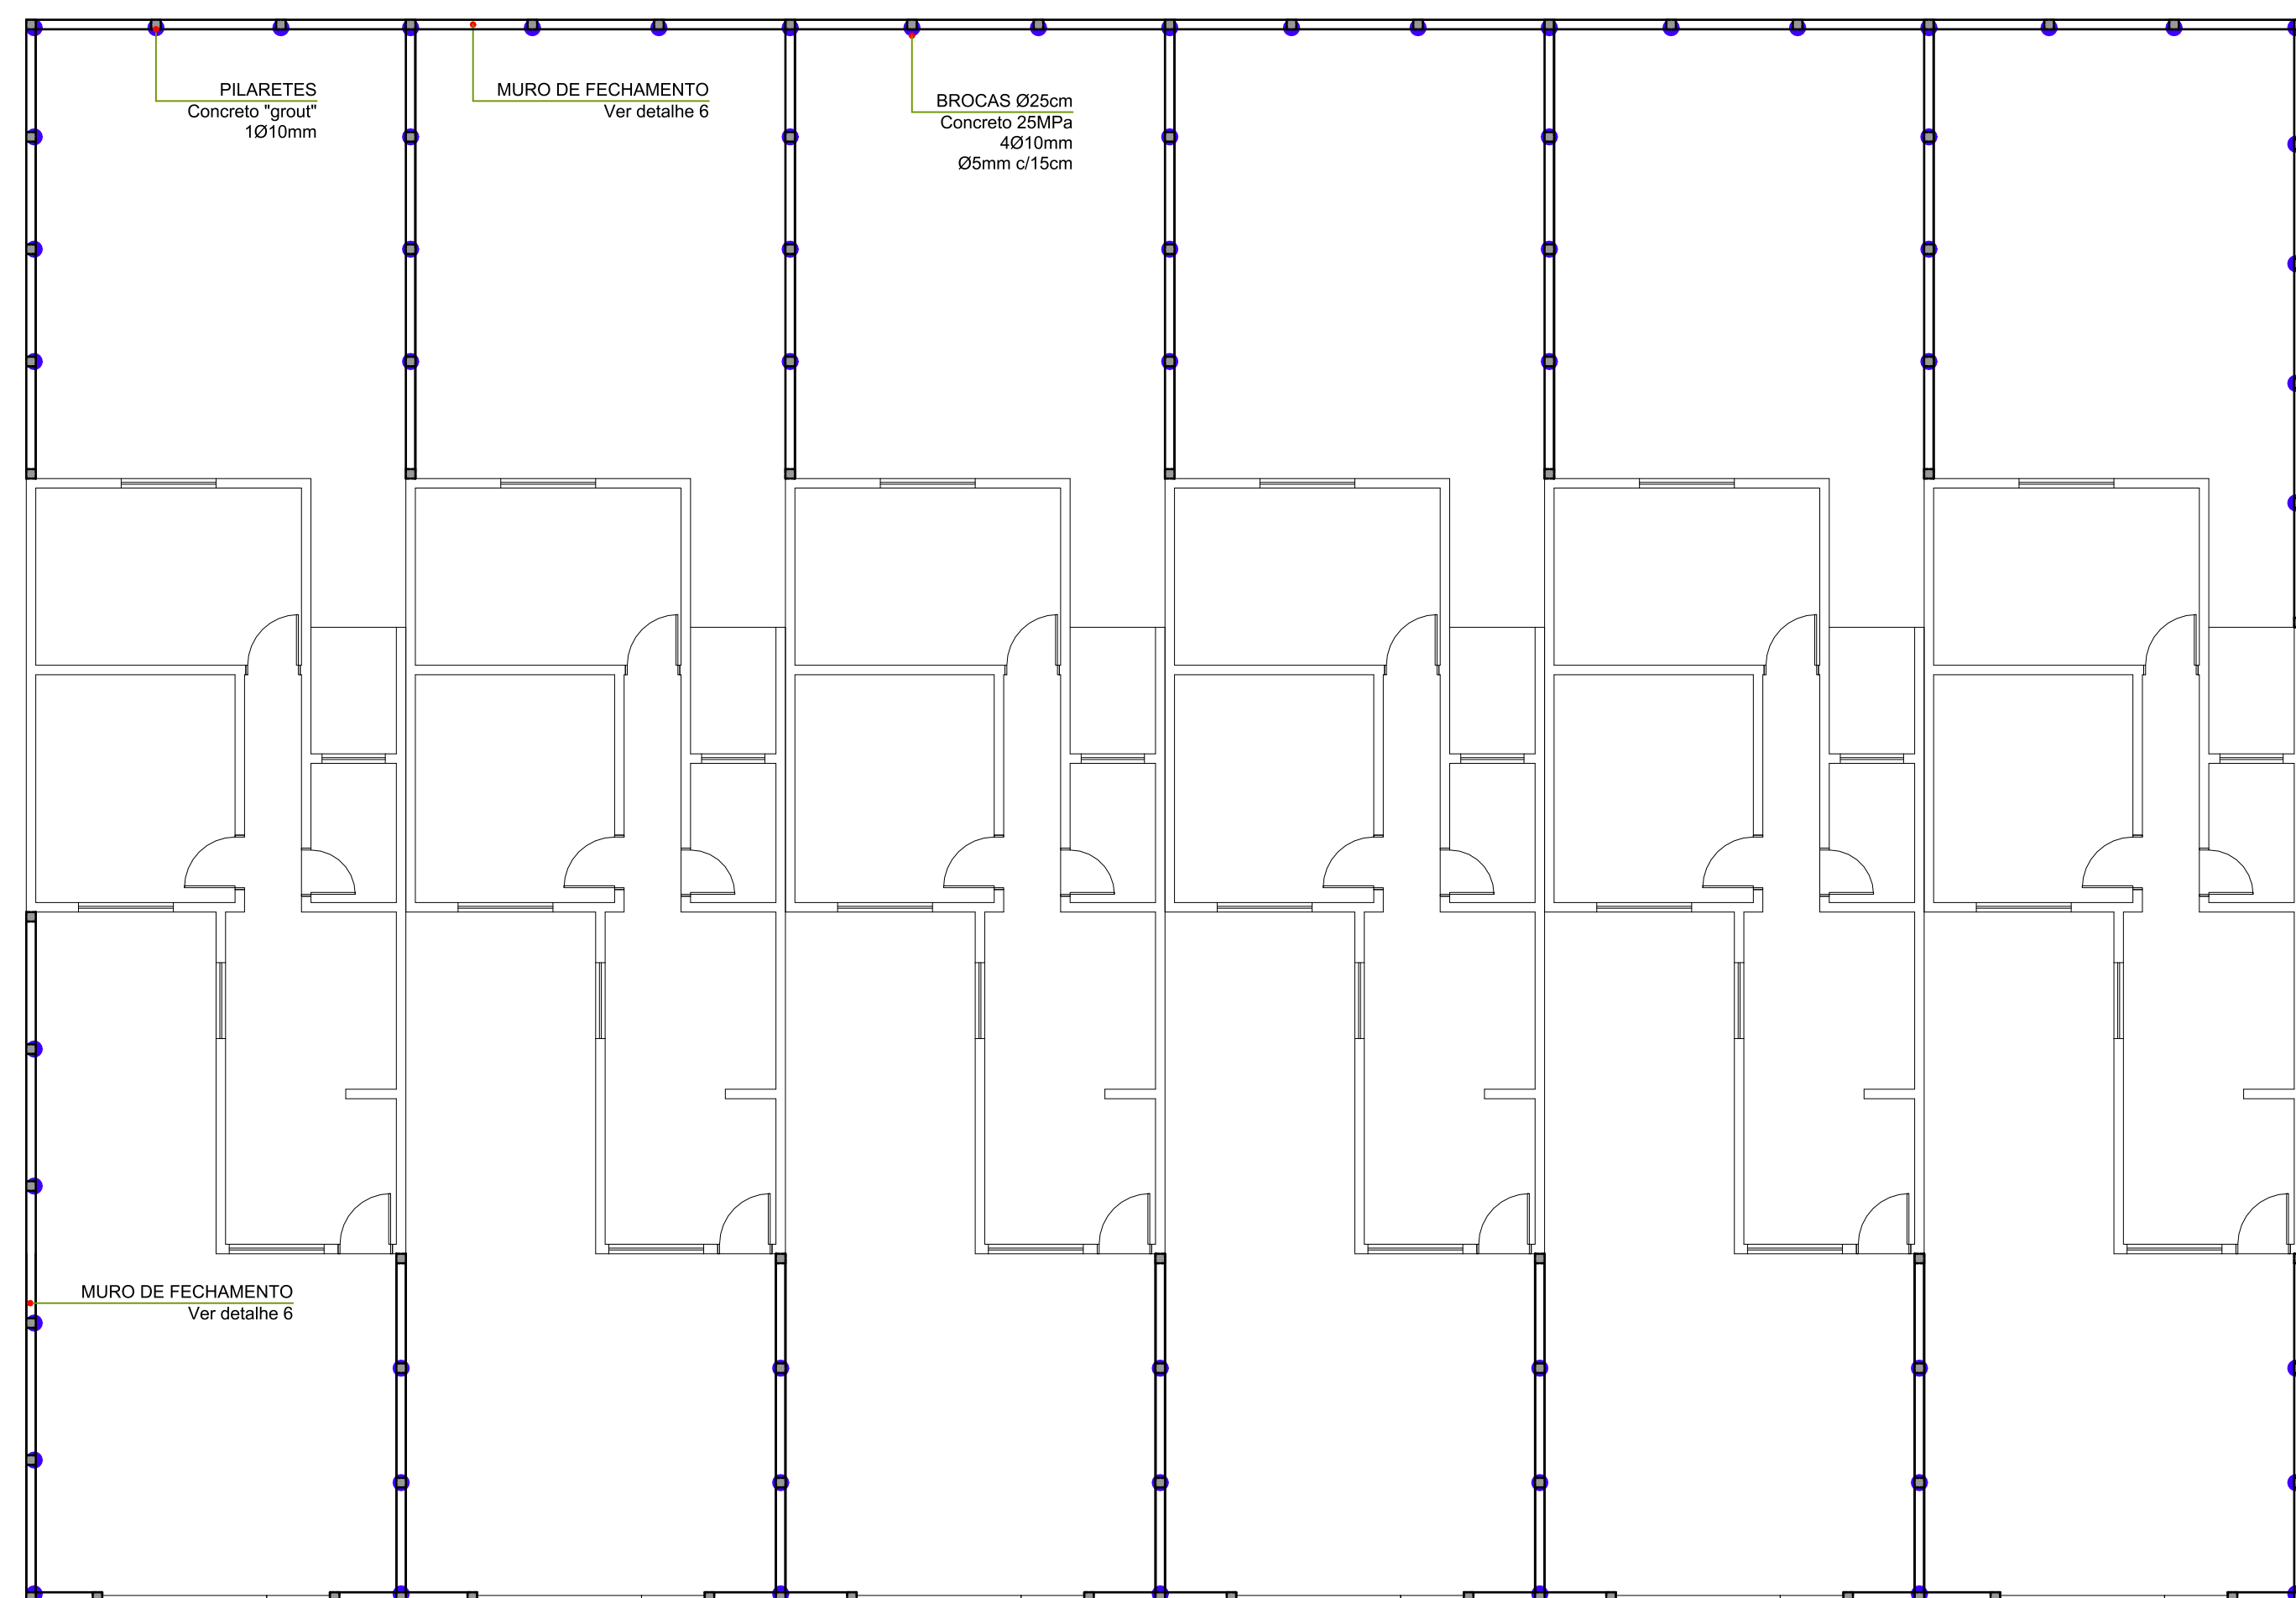 PILARETES
Concreto "grout"
1Ø10mm
MURO DE FECHAMENTO
Ver detalhe 6
BROCAS Ø25cm
Concreto 25MPa
4Ø10mm
Ø5mm c/15cm
MURO DE FECHAMENTO
Ver detalhe 6